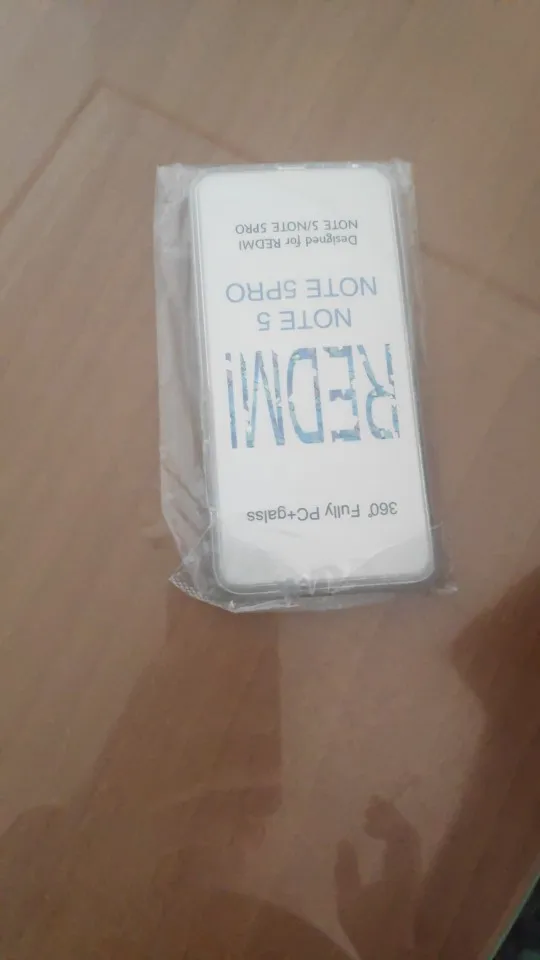 360° Fully PC+galss
REDMI
NOTE 5
NOTE 5PRO
Designed for REDMI
NOTE 5/NOTE 5PRO